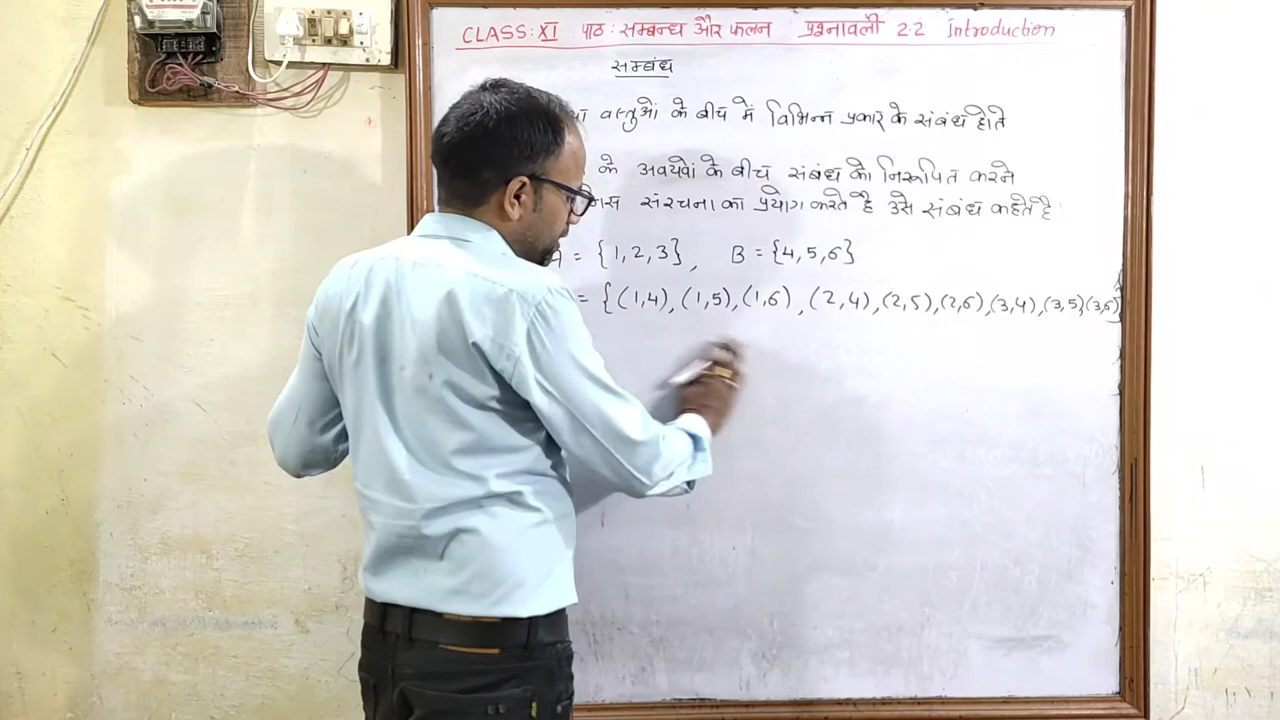 CLASS: XI पाठ: सम्बन्ध और फलन प्रश्नावली 2.2 Introduction
सम्बंध
वस्तुओं के बीच में विभिन्न प्रकार के संबंध होते
के अवयवों के बीच संबंध को निरूपित करने
संरचना का प्रयोग करते है उसे संबंध कहेते है
= {1,2,3}, B = {4,5,6}
= {(1,4), (1,5), (1,6), (2,4), (2,5), (2,6), (3,4), (3,5) (3,6)}